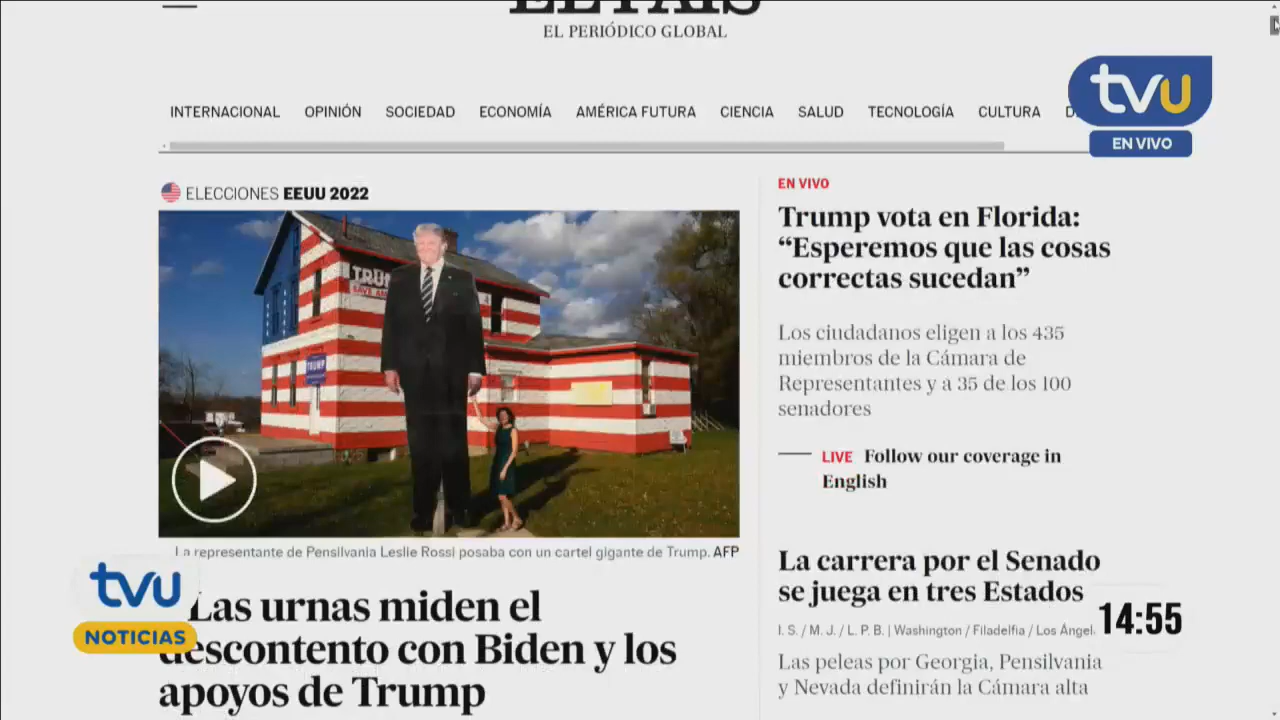 EL PAÍS
EL PERIÓDICO GLOBAL
INTERNACIONAL OPINIÓN SOCIEDAD ECONOMÍA AMÉRICA FUTURA CIENCIA SALUD TECNOLOGÍA CULTURA
tvu
EN VIVO
ELECCIONES EEUU 2022
TRUMP
La representante de Pensilvania Leslie Rossi posaba con un cartel gigante de Trump. AFP
Las urnas miden el
descontento con Biden y los
apoyos de Trump
EN VIVO
Trump vota en Florida:
“Esperemos que las cosas
correctas sucedan”
Los ciudadanos eligen a los 435
miembros de la Cámara de
Representantes y a 35 de los 100
senadores
LIVE Follow our coverage in
English
La carrera por el Senado
se juega en tres Estados
I. S. / M. J. / L. P. B. | Washington / Filadelfia / Los Ángel
Las peleas por Georgia, Pensilvania
y Nevada definirán la Cámara alta
tvu
NOTICIAS
14:55